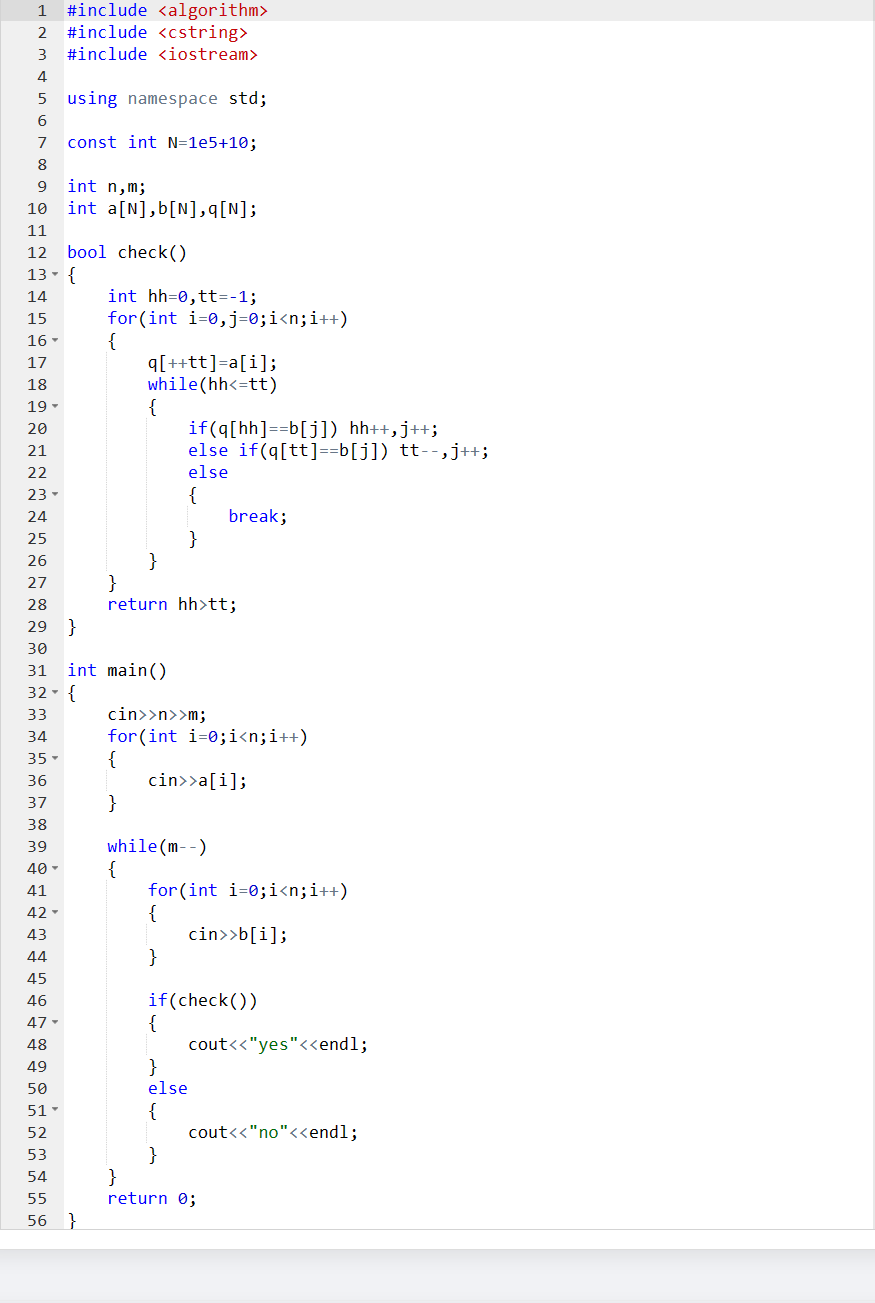 1 #include <algorithm>
2 #include <cstring>
3 #include <iostream>
4
5 using namespace std;
6
7 const int N=1e5+10;
8
9 int n,m;
10 int a[N],b[N],q[N];
11
12 bool check()
13 {
14     int hh=0,tt=-1;
15     for(int i=0,j=0;i<n;i++)
16     {
17         q[++tt]=a[i];
18         while(hh<=tt)
19         {
20             if(q[hh]==b[j]) hh++,j++;
21             else if(q[tt]==b[j]) tt--,j++;
22             else
23             {
24                 break;
25             }
26         }
27     }
28     return hh>tt;
29 }
30
31 int main()
32 {
33     cin>>n>>m;
34     for(int i=0;i<n;i++)
35     {
36         cin>>a[i];
37     }
38
39     while(m--)
40     {
41         for(int i=0;i<n;i++)
42         {
43             cin>>b[i];
44         }
45
46         if(check())
47         {
48             cout<<"yes"<<endl;
49         }
50         else
51         {
52             cout<<"no"<<endl;
53         }
54     }
55     return 0;
56 }